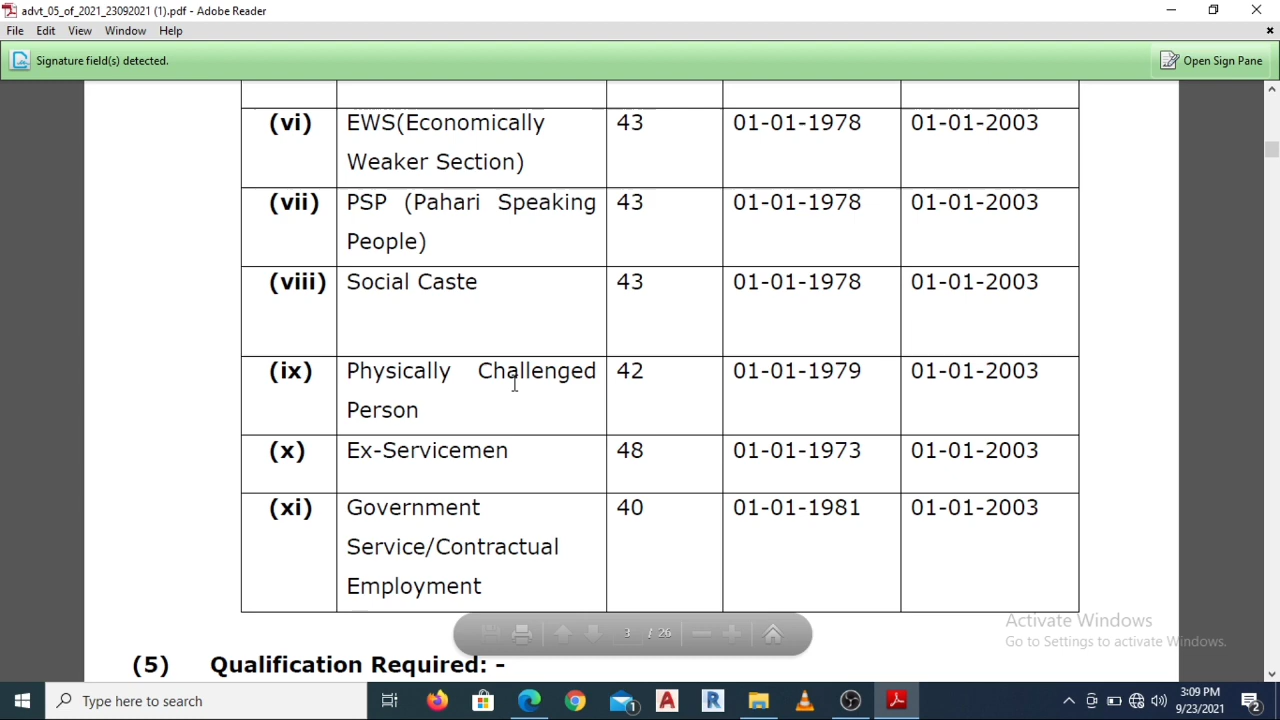 advt_05_of_2021_23092021 (1).pdf - Adobe Reader
File Edit View Window Help
Signature field(s) detected.
Open Sign Pane
(vi) EWS(Economically Weaker Section) 43 01-01-1978 01-01-2003
(vii) PSP (Pahari Speaking People) 43 01-01-1978 01-01-2003
(viii) Social Caste 43 01-01-1978 01-01-2003
(ix) Physically Challenged Person 42 01-01-1979 01-01-2003
(x) Ex-Servicemen 48 01-01-1973 01-01-2003
(xi) Government Service/Contractual Employment 40 01-01-1981 01-01-2003
3 / 26
Activate Windows
Go to Settings to activate Windows.
(5) Qualification Required: -
Type here to search
1
3:09 PM
9/23/2021
2